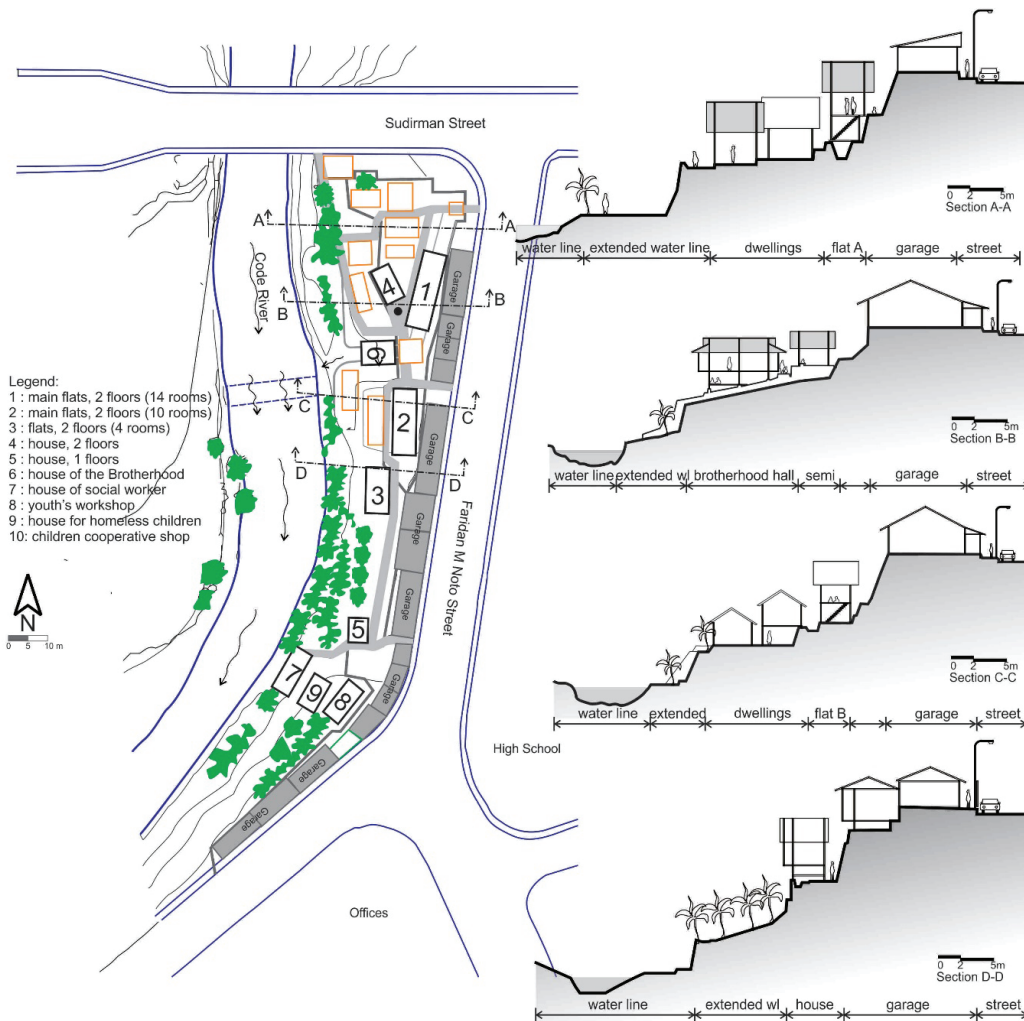 Sudirman Street
A
A
Code River
B
B
4
1
Garage
Garage
6
C
C
2
Garage
D
D
3
Garage
Faridan M Noto Street
Garage
5
7
9
8
Garage
Garage
Garage
High School
Offices
Legend:
1 : main flats, 2 floors (14 rooms)
2 : main flats, 2 floors (10 rooms)
3 : flats, 2 floors (4 rooms)
4 : house, 2 floors
5 : house, 1 floors
6 : house of the Brotherhood
7 : house of social worker
8 : youth's workshop
9 : house for homeless children
10: children cooperative shop
N
0 5 10 m
0 2 5m
Section A-A
water line extended water line dwellings flat A garage street
0 2 5m
Section B-B
water line extended wl brotherhood hall semi garage street
0 2 5m
Section C-C
water line extended dwellings flat B garage street
0 2 5m
Section D-D
water line extended wl house garage street